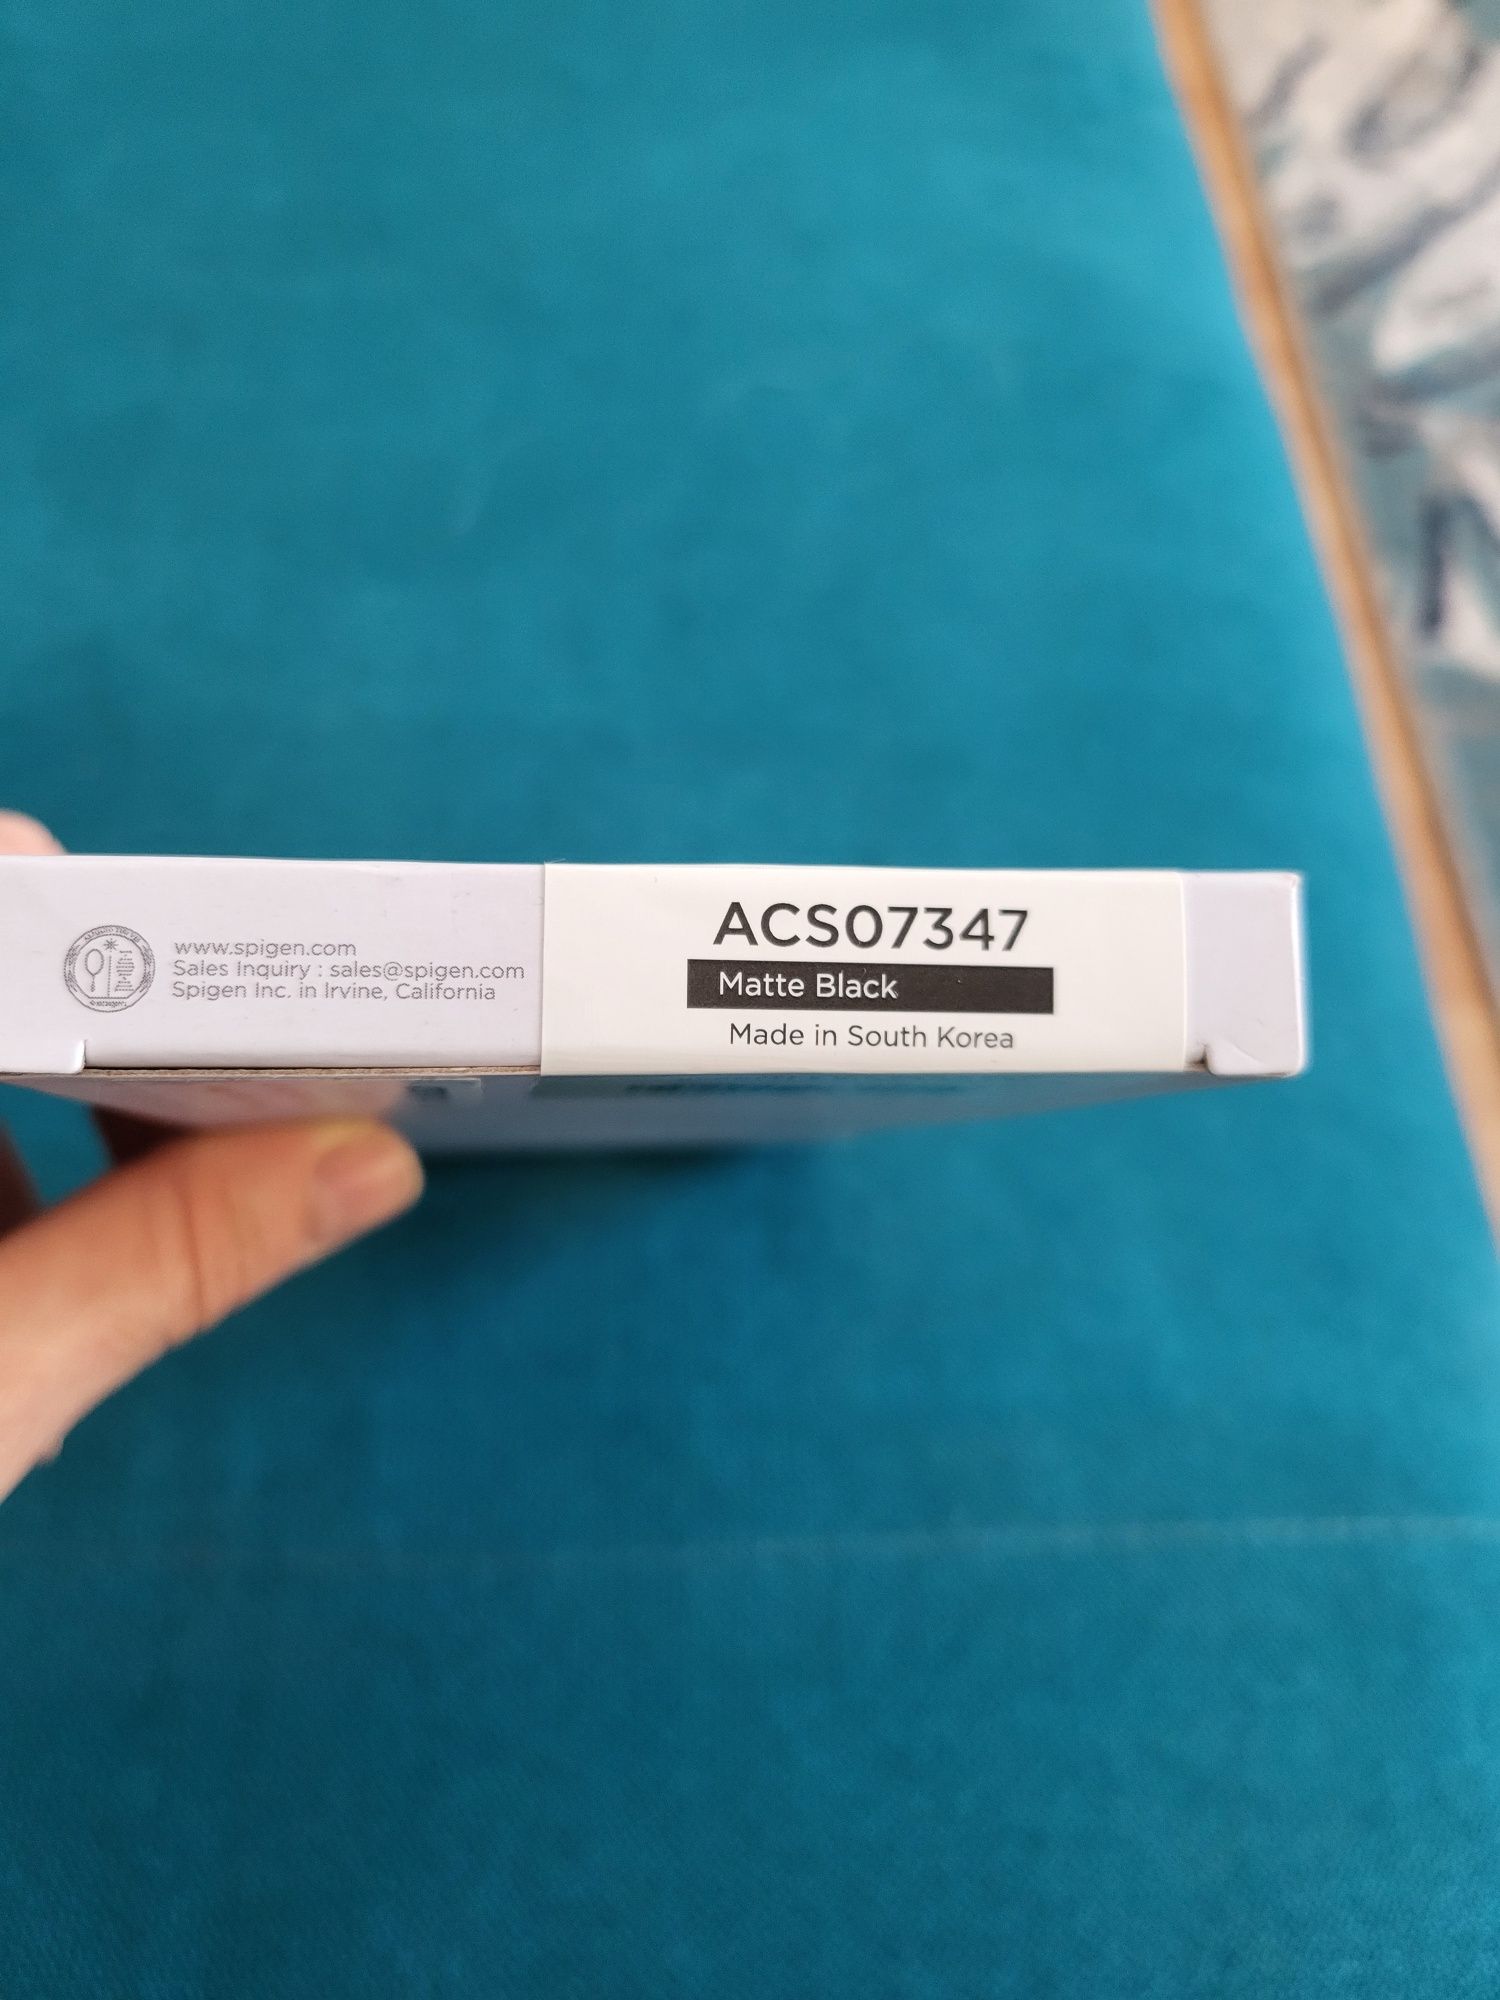 www.spigen.com
Sales Inquiry : sales@spigen.com
Spigen Inc. in Irvine, California
ACS07347
Matte Black
Made in South Korea